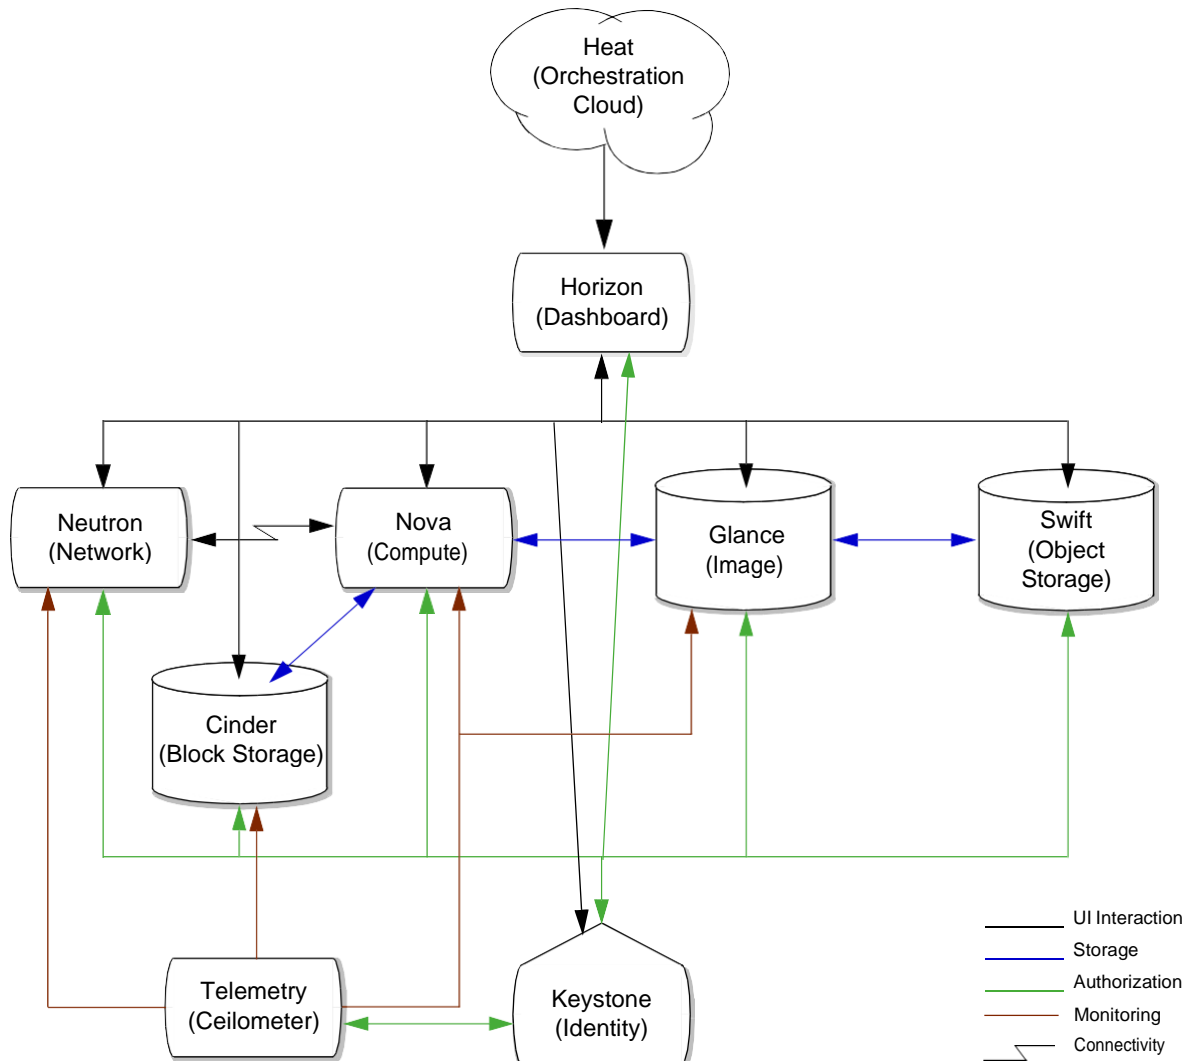 Heat
(Orchestration
Cloud)
Horizon
(Dashboard)
Neutron
(Network)
Nova
(Compute)
Glance
(Image)
Swift
(Object
Storage)
Cinder
(Block Storage)
Telemetry
(Ceilometer)
Keystone
(Identity)
UI Interaction
Storage
Authorization
Monitoring
Connectivity